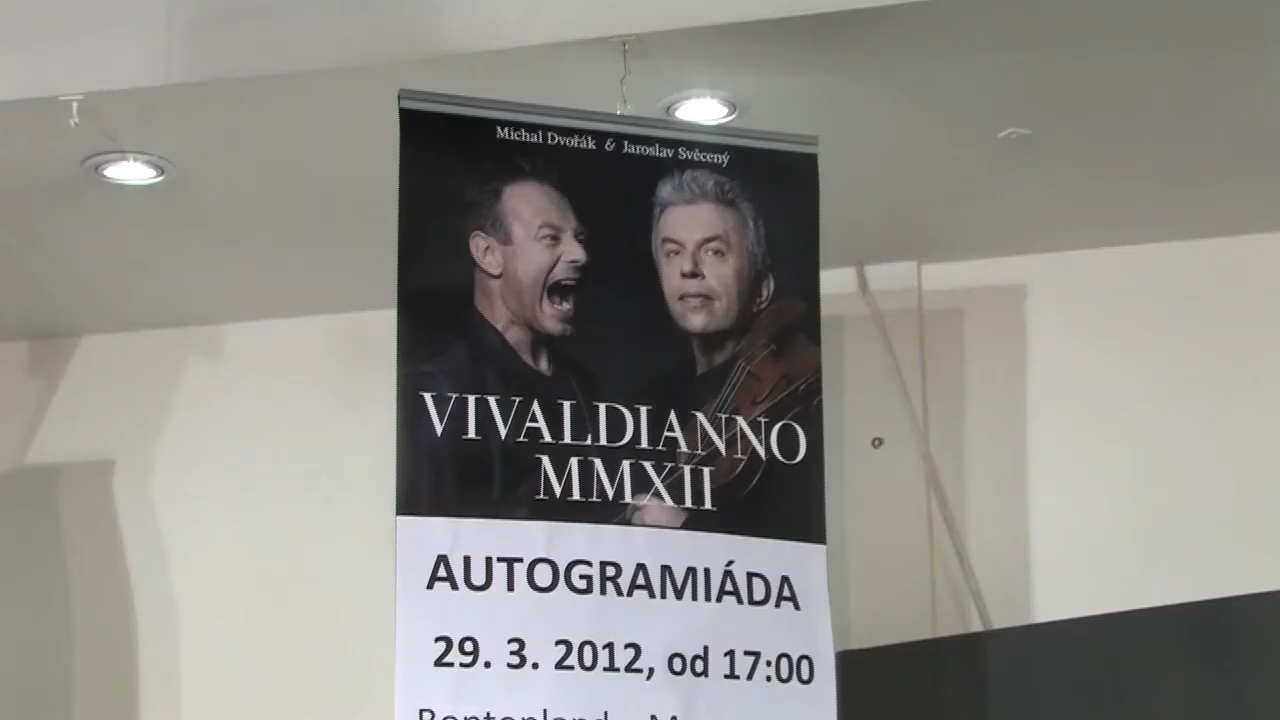 Michal Dvořák & Jaroslav Svěcený
VIVALDIANNO
MMXII
AUTOGRAMIÁDA
29. 3. 2012, od 17:00